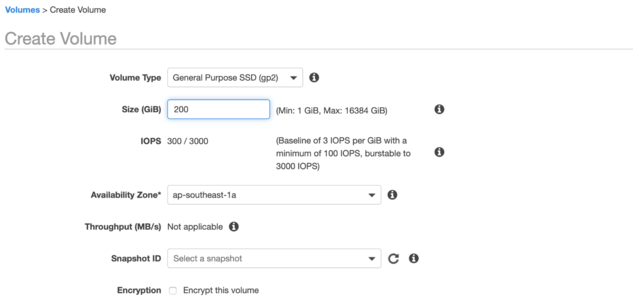 Volumes > Create Volume
Create Volume
Volume Type General Purpose SSD (gp2)
Size (GiB) 200 (Min: 1 GiB, Max: 16384 GiB)
IOPS 300 / 3000 (Baseline of 3 IOPS per GiB with a
minimum of 100 IOPS, burstable to
3000 IOPS)
Availability Zone* ap-southeast-1a
Throughput (MB/s) Not applicable
Snapshot ID Select a snapshot
Encryption Encrypt this volume